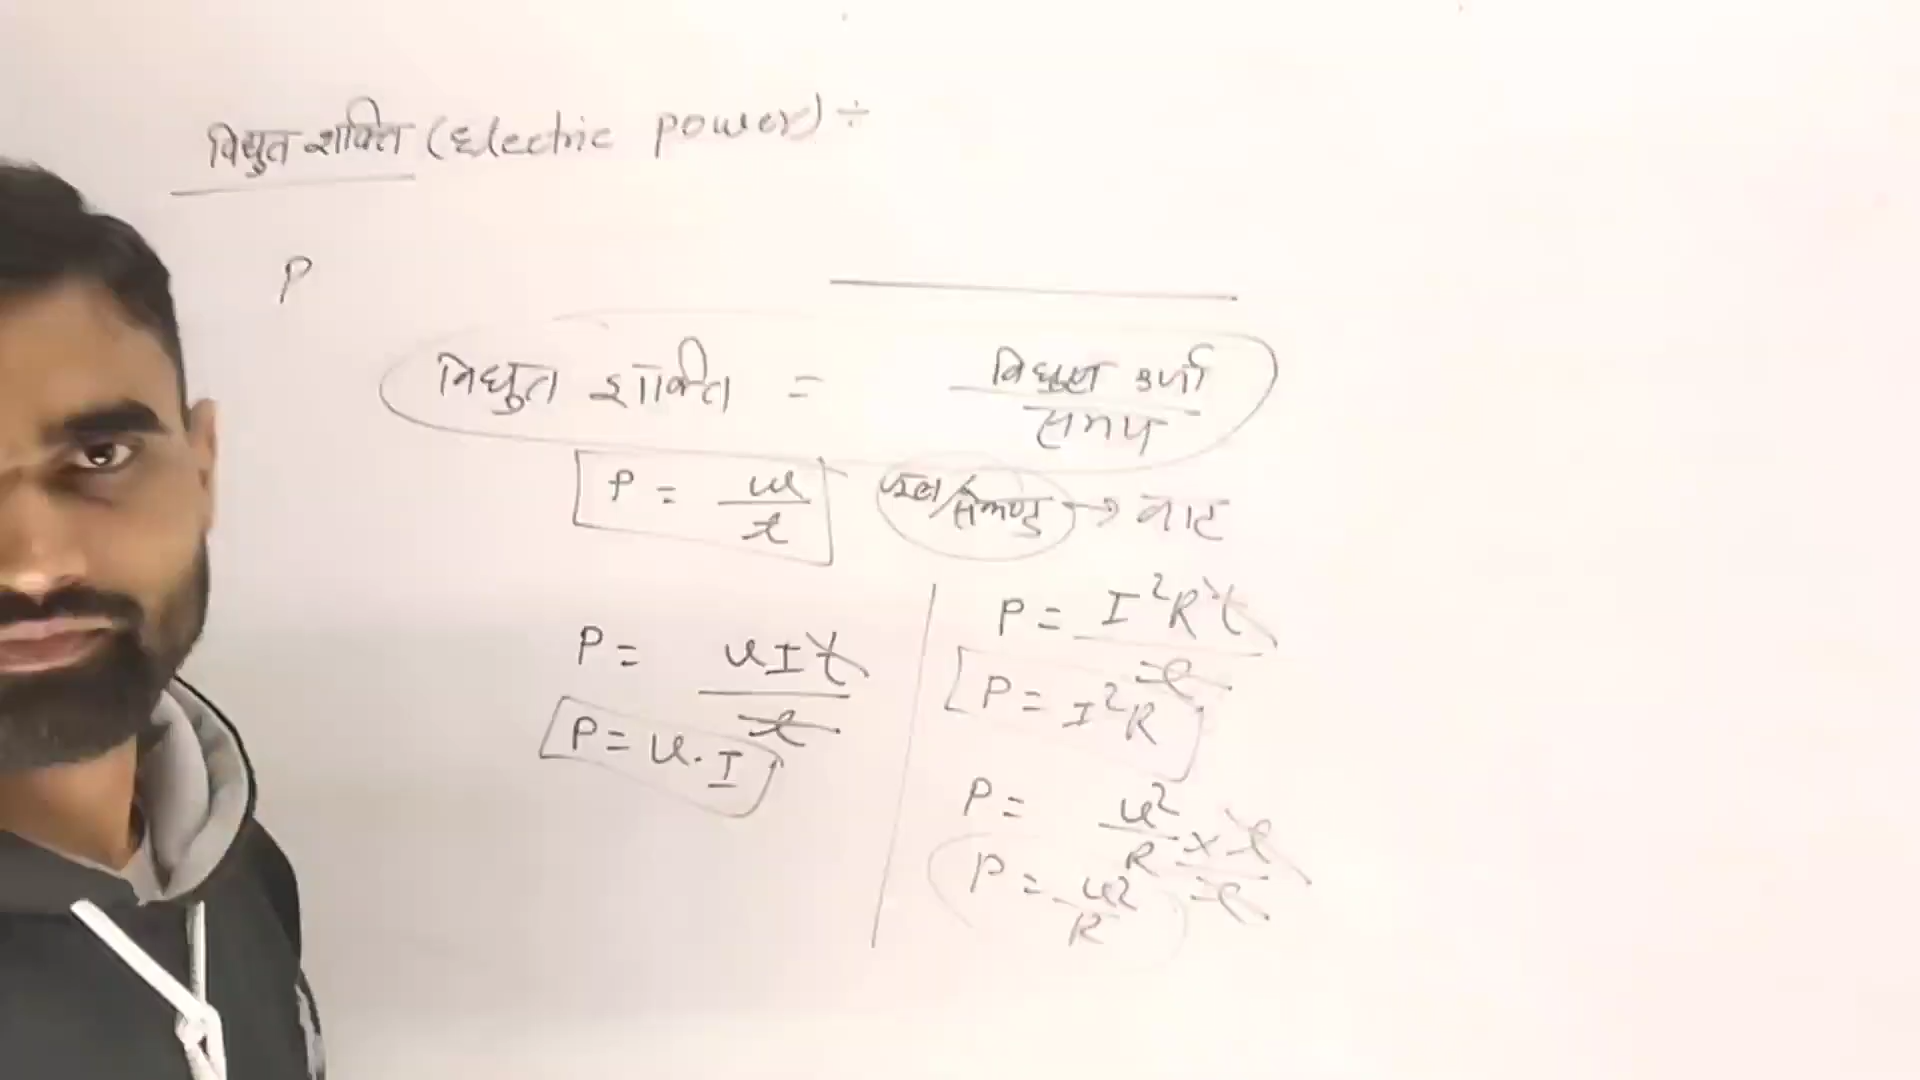 विधुत शक्ति (Electric power) ÷
P
विधुत शक्ति = विधुत ऊर्जा / समय
P = w / t जूल/सेकण्ड → वाट
P = VIt / t
P = V.I
P = I²Rt / t
P = I²R
P = V² / R × t / t
P = V² / R